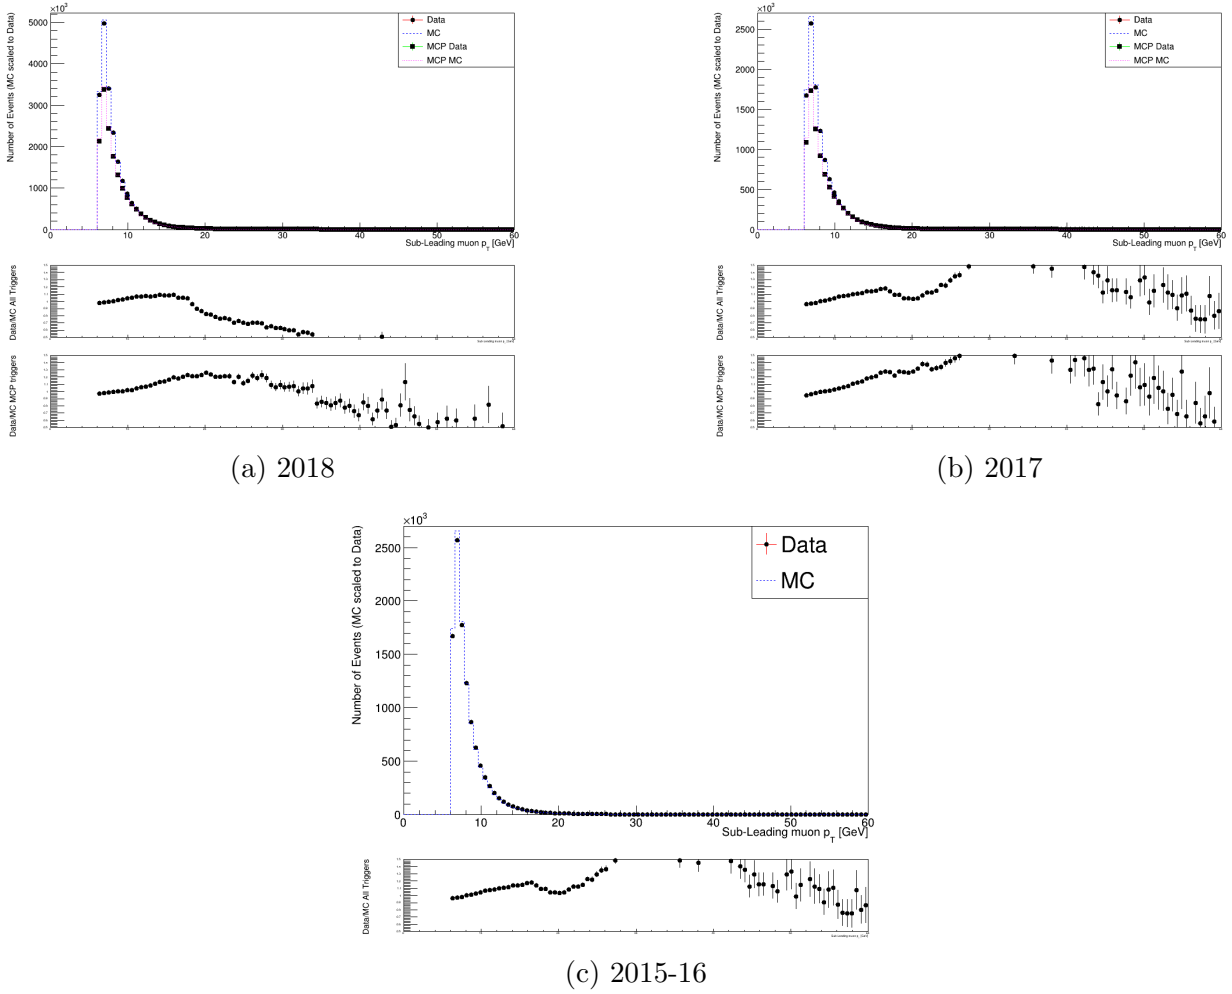 ×10³
Number of Events (MC scaled to Data)
5000
4000
3000
2000
1000
0
Data
MC
MCP Data
MCP MC
0 10 20 30 40 50 60
Sub-Leading muon p_T [GeV]
Data/MC All Triggers
Data/MC MCP triggers
(a) 2018
×10³
Number of Events (MC scaled to Data)
2500
2000
1500
1000
500
0
Data
MC
MCP Data
MCP MC
0 10 20 30 40 50 60
Sub-Leading muon p_T [GeV]
Data/MC All Triggers
Data/MC MCP triggers
(b) 2017
×10³
Number of Events (MC scaled to Data)
2500
2000
1500
1000
500
0
Data
MC
0 10 20 30 40 50 60
Sub-Leading muon p_T [GeV]
Data/MC All Triggers
(c) 2015-16